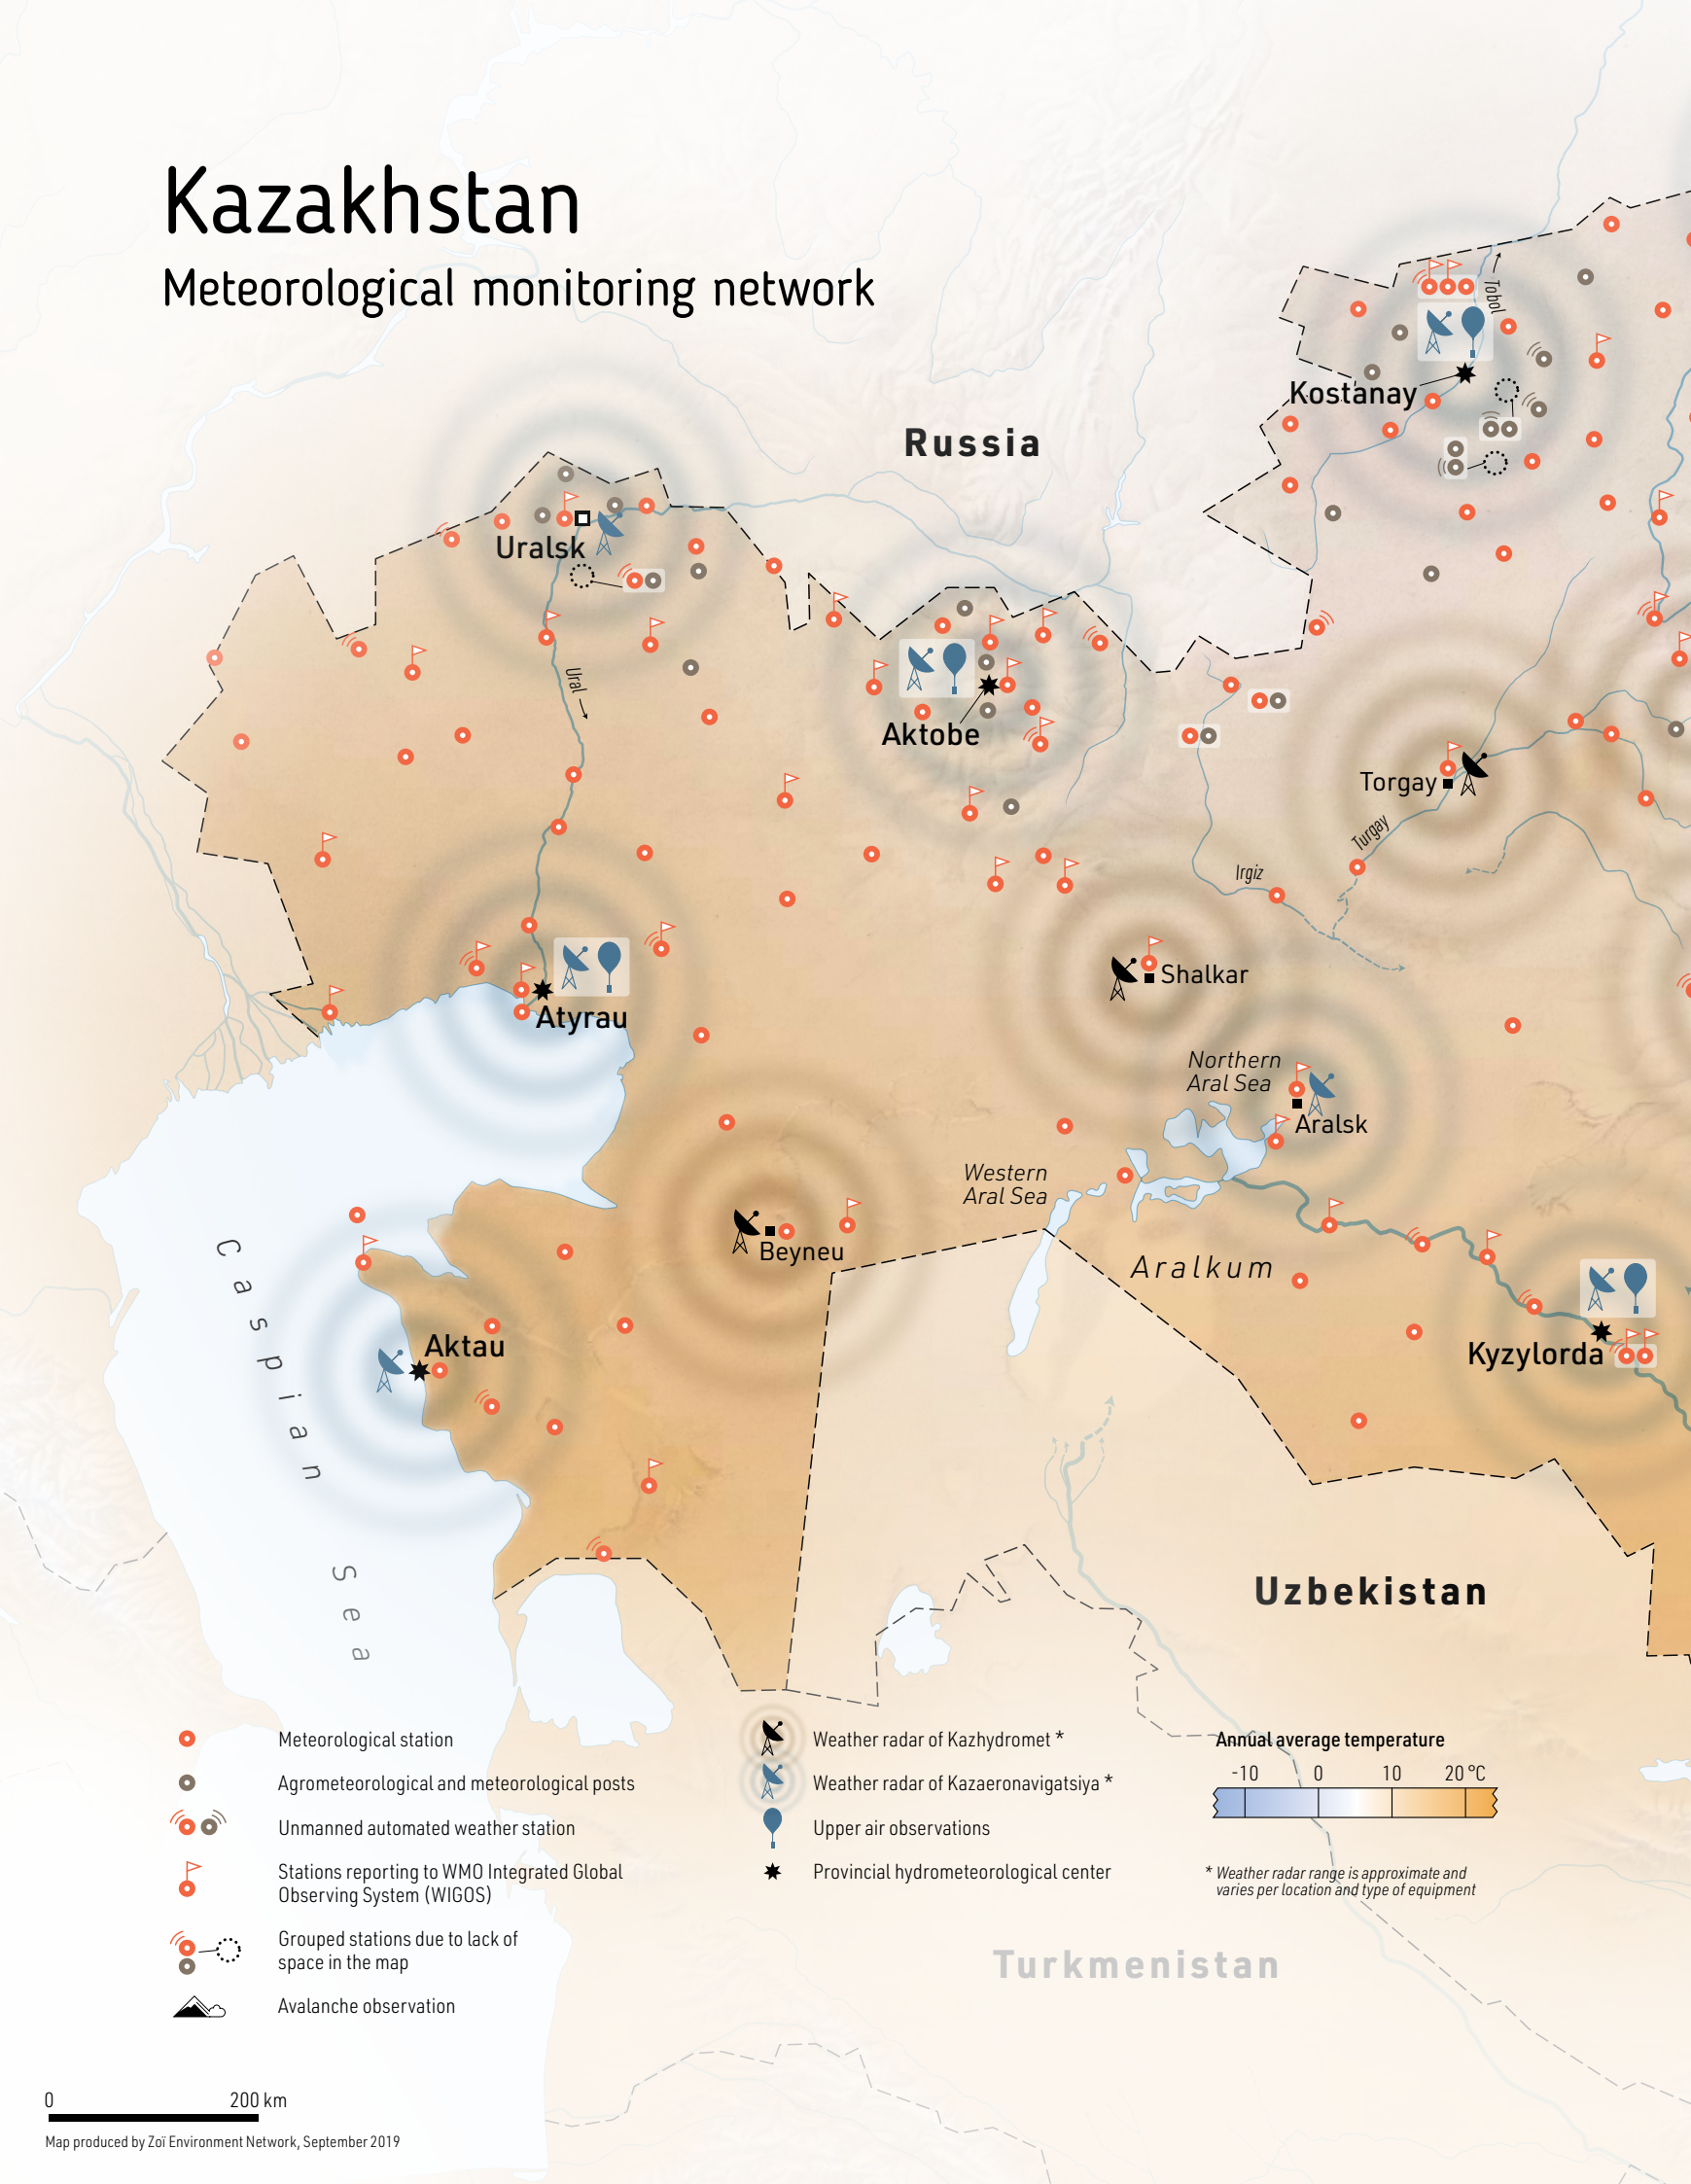 Kazakhstan
Meteorological monitoring network
Tobol
Kostanay
Russia
Uralsk
Ural
Aktobe
Torgay
Turgay
Irgiz
Shalkar
Atyrau
Northern
Aral Sea
Aralsk
Western
Aral Sea
Beyneu
Aralkum
Caspian Sea
Aktau
Kyzylorda
Uzbekistan
Meteorological station
Agrometeorological and meteorological posts
Unmanned automated weather station
Stations reporting to WMO Integrated Global
Observing System (WIGOS)
Grouped stations due to lack of
space in the map
Avalanche observation
Weather radar of Kazhydromet *
Weather radar of Kazaeronavigatsiya *
Upper air observations
Provincial hydrometeorological center
Annual average temperature
-10 0 10 20 °C
* Weather radar range is approximate and
varies per location and type of equipment
Turkmenistan
0 200 km
Map produced by Zoï Environment Network, September 2019